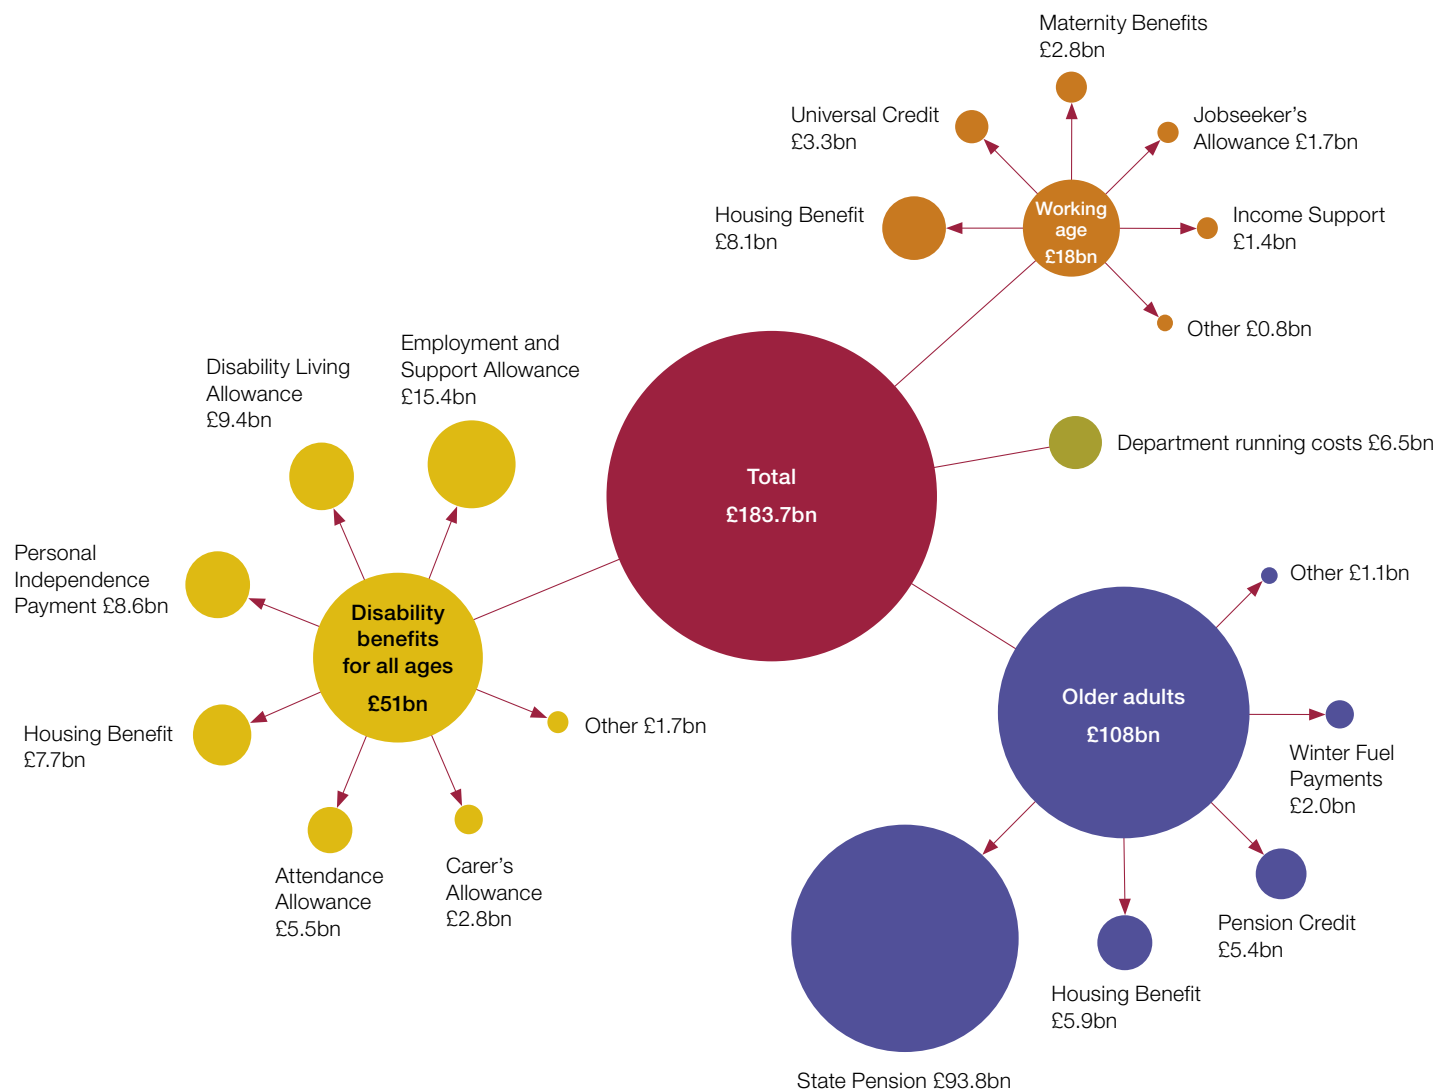 Maternity Benefits
£2.8bn
Universal Credit
£3.3bn
Jobseeker’s
Allowance £1.7bn
Housing Benefit
£8.1bn
Working
age
£18bn
Income Support
£1.4bn
Other £0.8bn
Employment and
Support Allowance
£15.4bn
Disability Living
Allowance
£9.4bn
Department running costs £6.5bn
Total
£183.7bn
Personal
Independence
Payment £8.6bn
Disability
benefits
for all ages
£51bn
Housing Benefit
£7.7bn
Other £1.7bn
Attendance
Allowance
£5.5bn
Carer’s
Allowance
£2.8bn
Other £1.1bn
Older adults
£108bn
Winter Fuel
Payments
£2.0bn
Pension Credit
£5.4bn
Housing Benefit
£5.9bn
State Pension £93.8bn